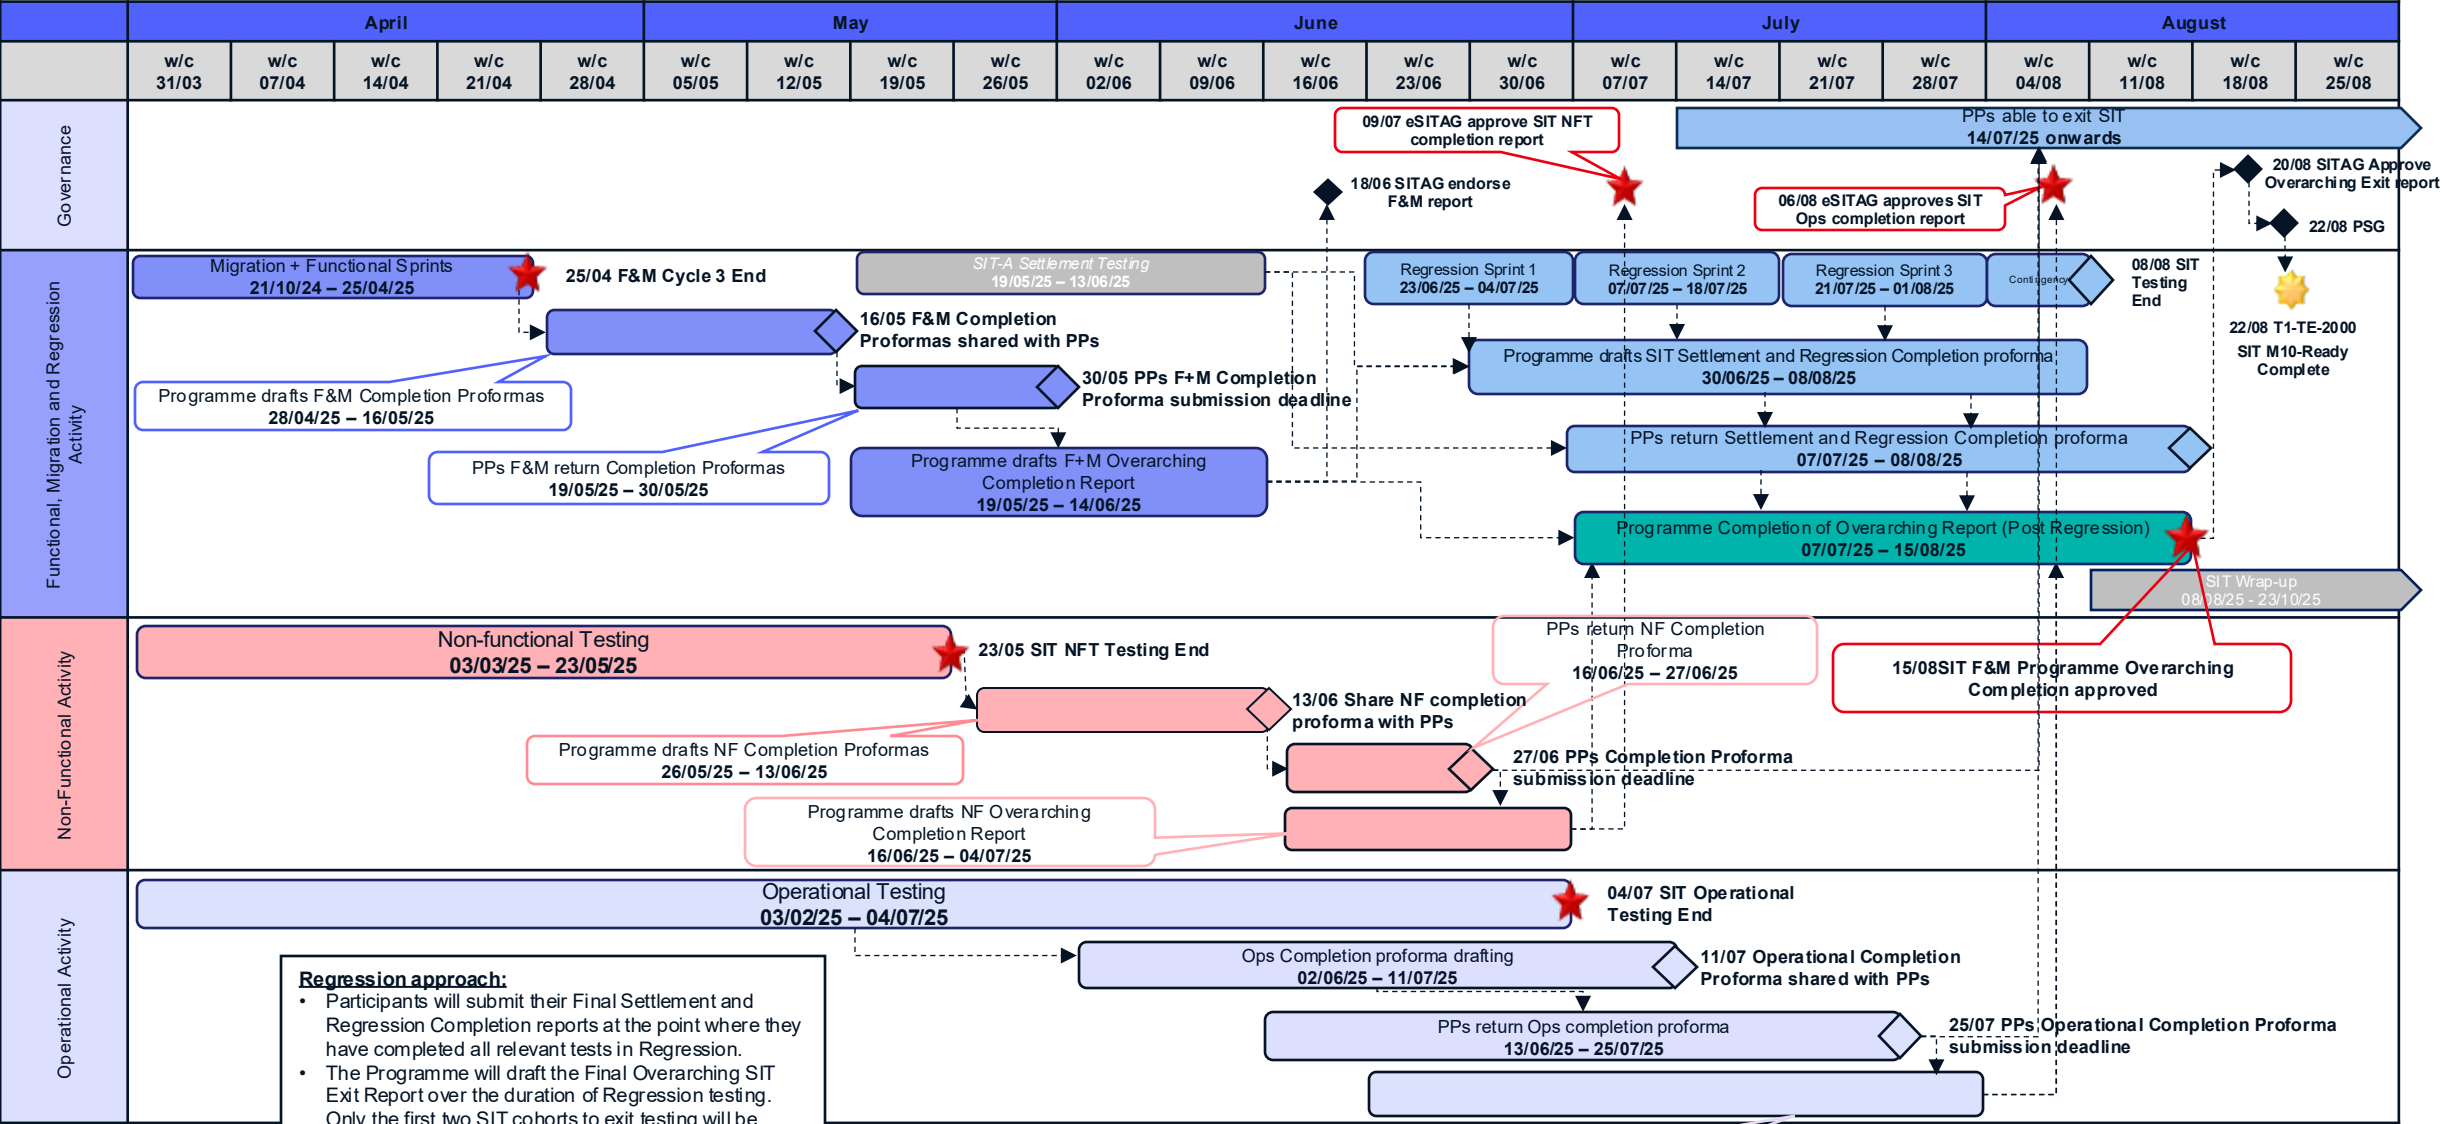 April
May
June
July
August
w/c
31/03
w/c
07/04
w/c
14/04
w/c
21/04
w/c
28/04
w/c
05/05
w/c
12/05
w/c
19/05
w/c
26/05
w/c
02/06
w/c
09/06
w/c
16/06
w/c
23/06
w/c
30/06
w/c
07/07
w/c
14/07
w/c
21/07
w/c
28/07
w/c
04/08
w/c
11/08
w/c
18/08
w/c
25/08
Governance
09/07 eSITAG approve SIT NFT
completion report
PPs able to exit SIT
14/07/25 onwards
18/06 SITAG endorse
F&M report
06/08 eSITAG approves SIT
Ops completion report
20/08 SITAG Approve
Overarching Exit report
22/08 PSG
Functional, Migration and Regression
Activity
Migration + Functional Sprints
21/10/24 – 25/04/25
25/04 F&M Cycle 3 End
SIT-A Settlement Testing
19/05/25 – 13/06/25
Regression Sprint 1
23/06/25 – 04/07/25
Regression Sprint 2
07/07/25 – 18/07/25
Regression Sprint 3
21/07/25 – 01/08/25
Contingency
08/08 SIT
Testing
End
22/08 T1-TE-2000
SIT M10-Ready
Complete
16/05 F&M Completion
Proformas shared with PPs
Programme drafts SIT Settlement and Regression Completion proforma
30/06/25 – 08/08/25
Programme drafts F&M Completion Proformas
28/04/25 – 16/05/25
30/05 PPs F+M Completion
Proforma submission deadline
PPs return Settlement and Regression Completion proforma
07/07/25 – 08/08/25
PPs F&M return Completion Proformas
19/05/25 – 30/05/25
Programme drafts F+M Overarching
Completion Report
19/05/25 – 14/06/25
Programme Completion of Overarching Report (Post Regression)
07/07/25 – 15/08/25
SIT Wrap-up
08/08/25 - 23/10/25
Non-Functional Activity
Non-functional Testing
03/03/25 – 23/05/25
23/05 SIT NFT Testing End
PPs return NF Completion
Proforma
16/06/25 – 27/06/25
15/08SIT F&M Programme Overarching
Completion approved
13/06 Share NF completion
proforma with PPs
Programme drafts NF Completion Proformas
26/05/25 – 13/06/25
27/06 PPs Completion Proforma
submission deadline
Programme drafts NF Overarching
Completion Report
16/06/25 – 04/07/25
Operational Activity
Operational Testing
03/02/25 – 04/07/25
04/07 SIT Operational
Testing End
Ops Completion proforma drafting
02/06/25 – 11/07/25
11/07 Operational Completion
Proforma shared with PPs
PPs return Ops completion proforma
13/06/25 – 25/07/25
25/07 PPs Operational Completion Proforma
submission deadline
Regression approach:
• Participants will submit their Final Settlement and
Regression Completion reports at the point where they
have completed all relevant tests in Regression.
• The Programme will draft the Final Overarching SIT
Exit Report over the duration of Regression testing.
Only the first two SIT cohorts to exit testing will be